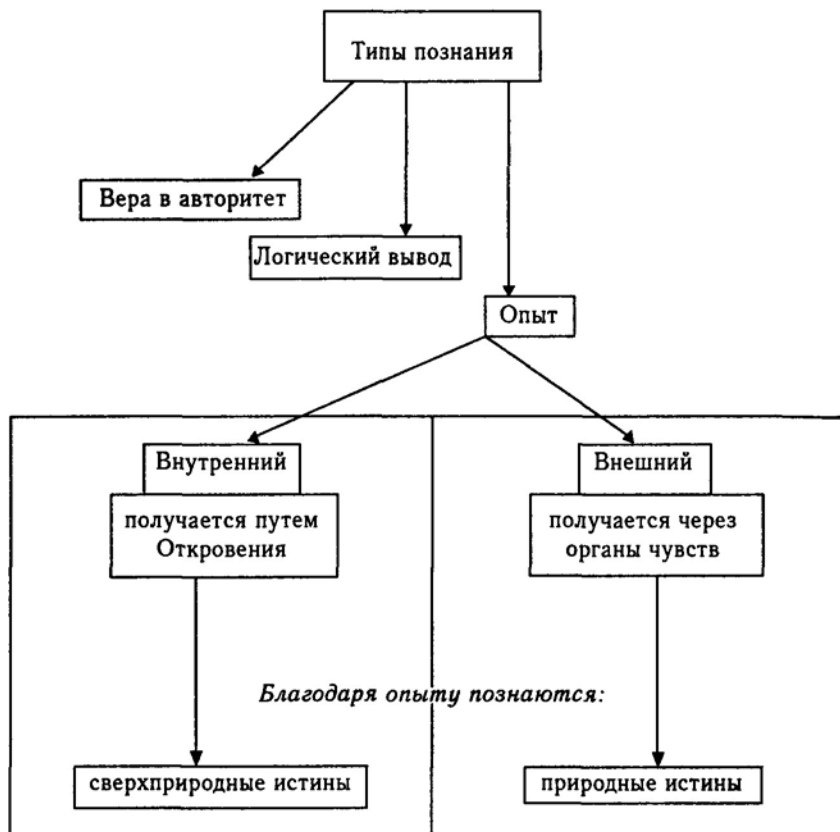 Типы познания
Вера в авторитет
Логический вывод
Опыт
Внутренний
получается путем
Откровения
Внешний
получается через
органы чувств
Благодаря опыту познаются:
сверхприродные истины
природные истины